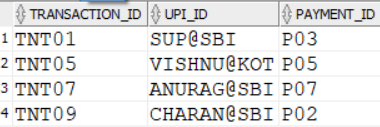 TRANSACTION_ID UPI_ID PAYMENT_ID
1 TNT01 SUP@SBI P03
2 TNT05 VISHNU@KOT P05
3 TNT07 ANURAG@SBI P07
4 TNT09 CHARAN@SBI P02